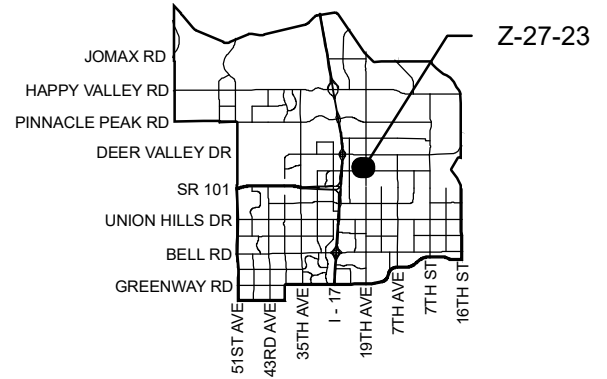 Z-27-23
JOMAX RD
HAPPY VALLEY RD
PINNACLE PEAK RD
DEER VALLEY DR
SR 101
UNION HILLS DR
BELL RD
GREENWAY RD
51ST AVE
43RD AVE
35TH AVE
I - 17
19TH AVE
7TH AVE
7TH ST
16TH ST